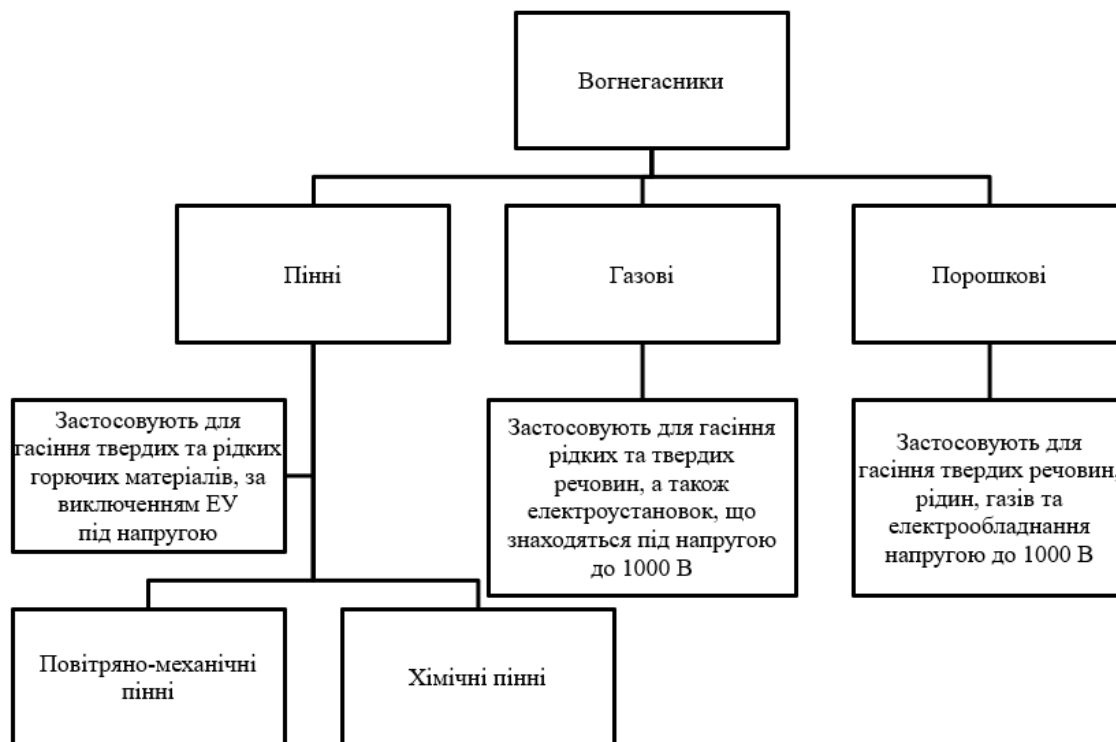 Вогнегасники
Пінні
Газові
Порошкові
Застосовують для
гасіння твердих та рідких
горючих матеріалів, за
виключенням ЕУ
під напругою
Застосовують для гасіння
рідких та твердих
речовин, а також
електроустановок, що
знаходяться під напругою
до 1000 В
Застосовують для
гасіння твердих речовин,
рідин, газів та
електрообладнання
напругою до 1000 В
Повітряно-механічні
пінні
Хімічні пінні